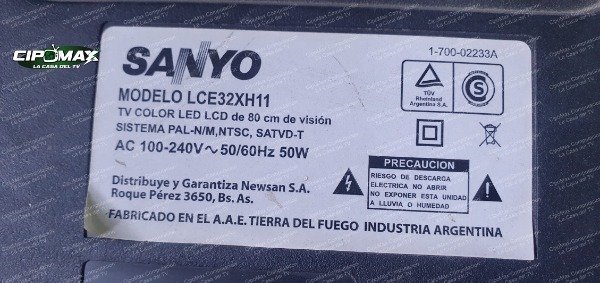 CIPOMAX
LA CASA DEL TV
SANYO
1-700-02233A
MODELO LCE32XH11
TV COLOR LED LCD de 80 cm de visión
SISTEMA PAL-N/M,NTSC, SATVD-T
AC 100-240V～50/60Hz 50W
TÜV
Rheinland
Argentina S.A.
S
Distribuye y Garantiza Newsan S.A.
Roque Pérez 3650, Bs. As.
PRECAUCION
RIESGO DE DESCARGA
ELECTRICA NO ABRIR
NO EXPONER ESTA UNIDAD
A LLUVIA O HUMEDAD
FABRICADO EN EL A.A.E. TIERRA DEL FUEGO INDUSTRIA ARGENTINA